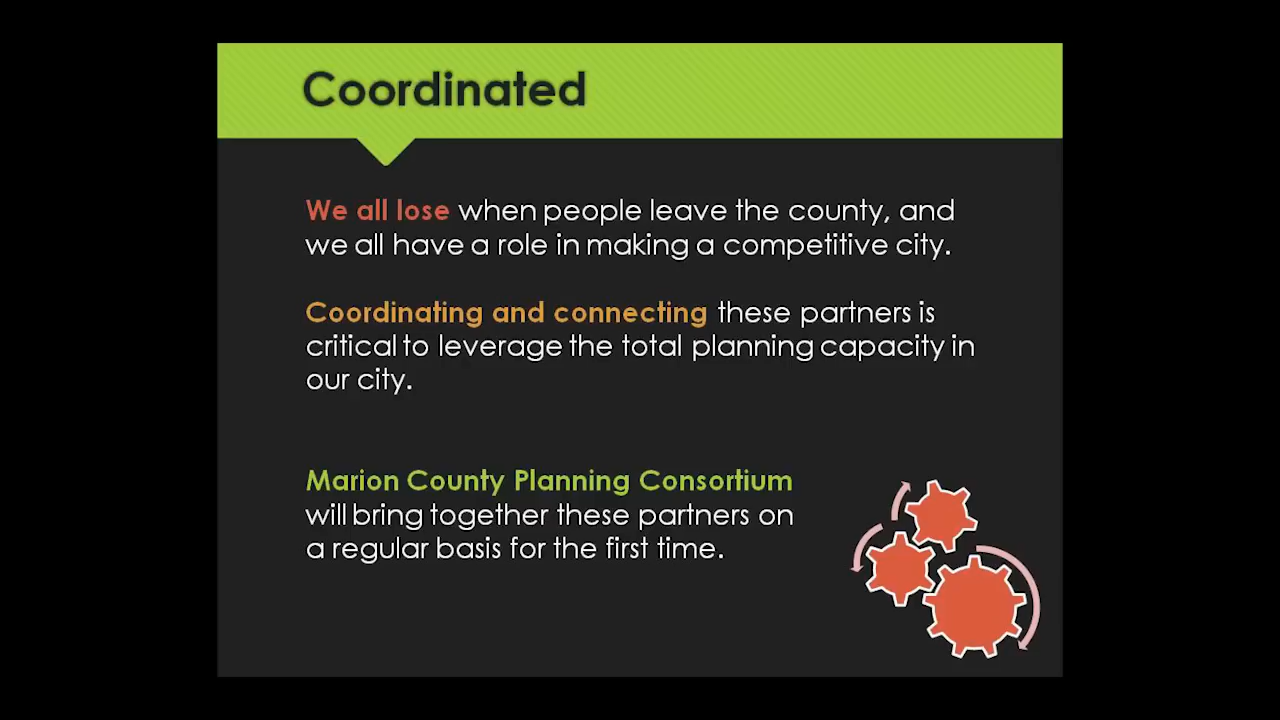 Coordinated
We all lose when people leave the county, and
we all have a role in making a competitive city.
Coordinating and connecting these partners is
critical to leverage the total planning capacity in
our city.
Marion County Planning Consortium
will bring together these partners on
a regular basis for the first time.